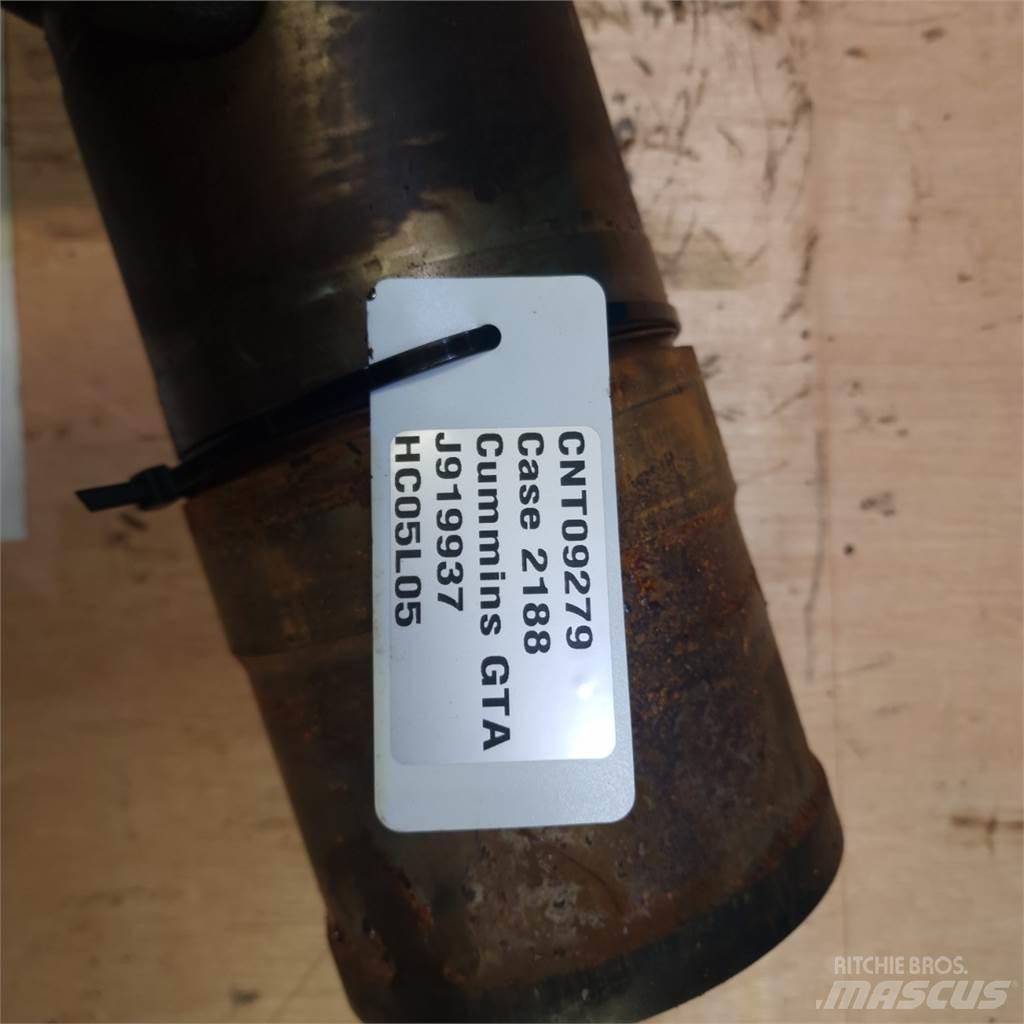 CNT09279
Case 2188
Cummins GTA
J919937
HC05L05
RITCHIE BROS.
MASCUS